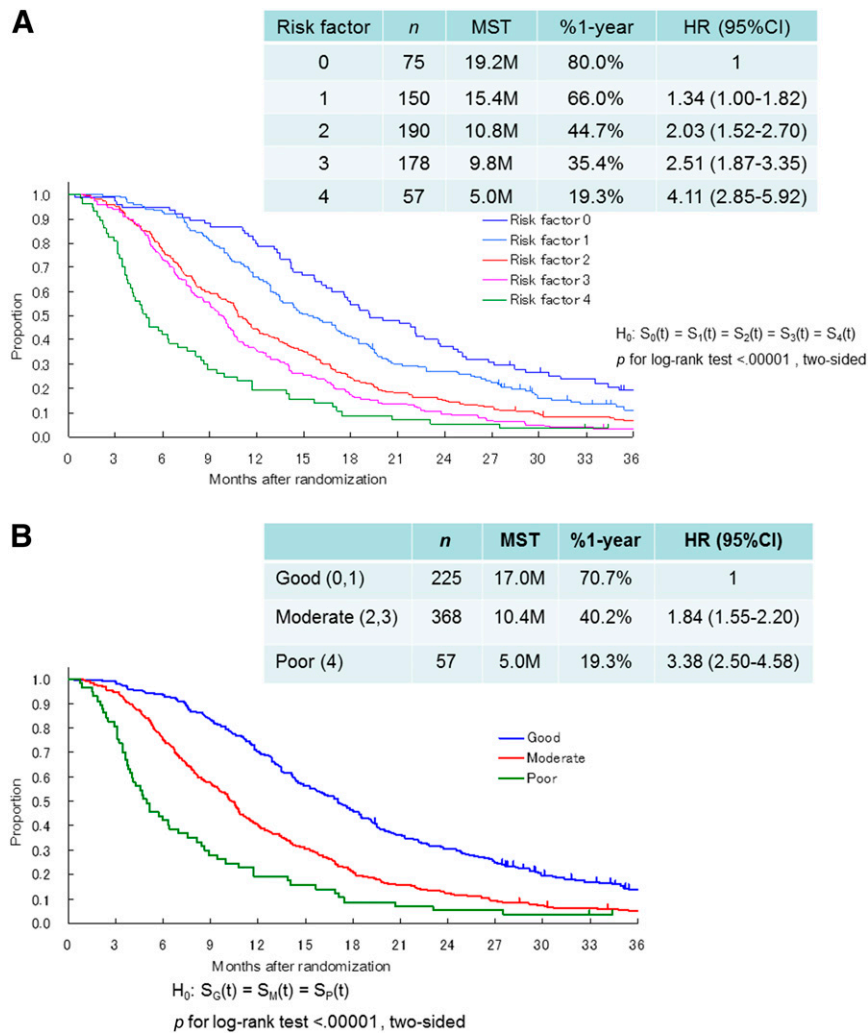 A
Risk factor n MST %1-year HR (95%CI)
0 75 19.2M 80.0% 1
1 150 15.4M 66.0% 1.34 (1.00-1.82)
2 190 10.8M 44.7% 2.03 (1.52-2.70)
3 178 9.8M 35.4% 2.51 (1.87-3.35)
4 57 5.0M 19.3% 4.11 (2.85-5.92)
1.0
0.9
0.8
0.7
0.6
0.5
0.4
0.3
0.2
0.1
0.0
Proportion
Risk factor 0
Risk factor 1
Risk factor 2
Risk factor 3
Risk factor 4
H₀: S₀(t) = S₁(t) = S₂(t) = S₃(t) = S₄(t)
p for log-rank test <.00001 , two-sided
0 3 6 9 12 15 18 21 24 27 30 33 36
Months after randomization
B
n MST %1-year HR (95%CI)
Good (0,1) 225 17.0M 70.7% 1
Moderate (2,3) 368 10.4M 40.2% 1.84 (1.55-2.20)
Poor (4) 57 5.0M 19.3% 3.38 (2.50-4.58)
1.0
0.9
0.8
0.7
0.6
0.5
0.4
0.3
0.2
0.1
0.0
Proportion
Good
Moderate
Poor
0 3 6 9 12 15 18 21 24 27 30 33 36
Months after randomization
H₀: S_G(t) = S_M(t) = S_P(t)
p for log-rank test <.00001 , two-sided